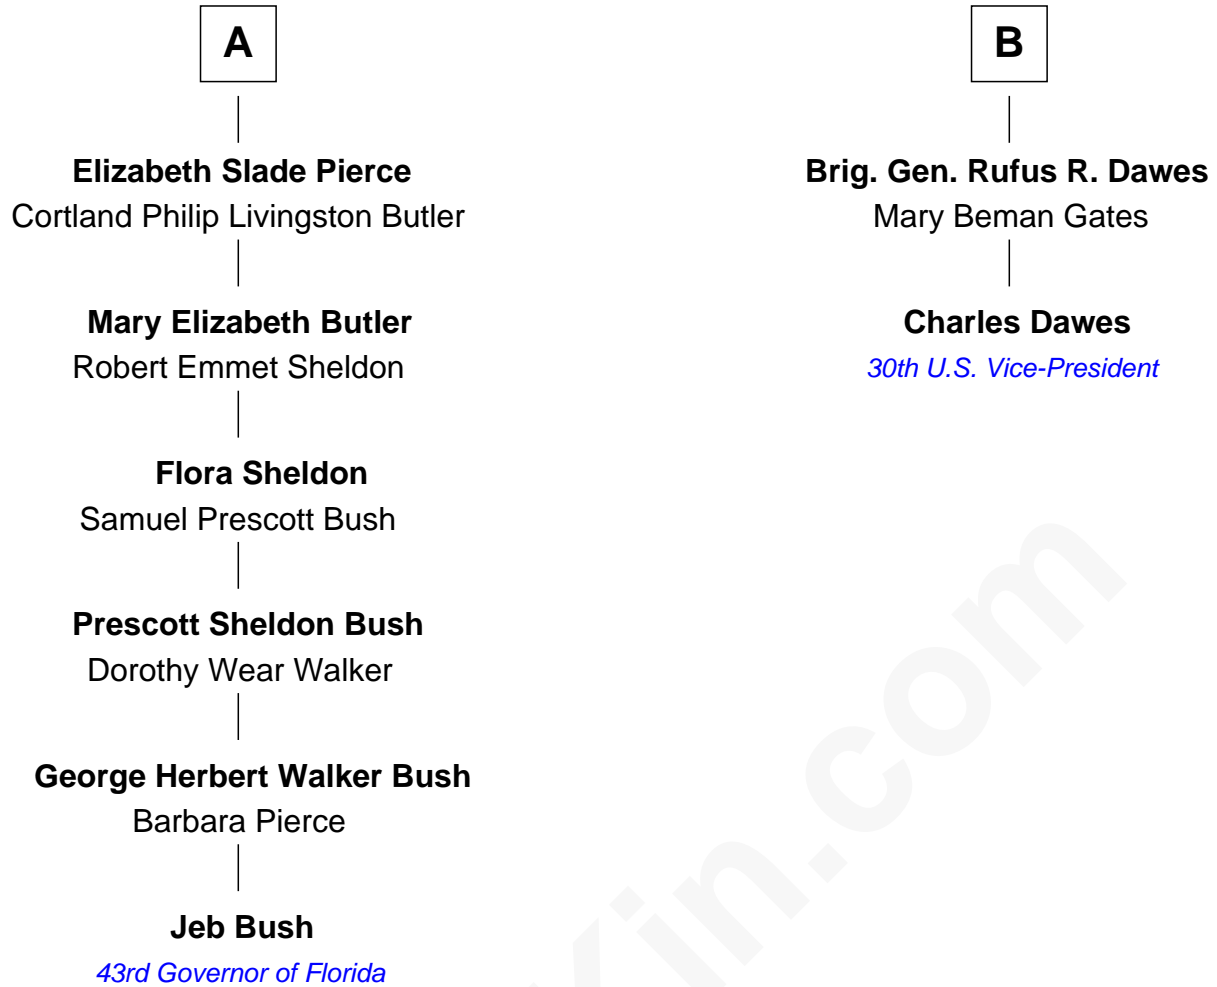 A
Elizabeth Slade Pierce
Cortland Philip Livingston Butler
Mary Elizabeth Butler
Robert Emmet Sheldon
Flora Sheldon
Samuel Prescott Bush
Prescott Sheldon Bush
Dorothy Wear Walker
George Herbert Walker Bush
Barbara Pierce
Jeb Bush
43rd Governor of Florida
B
Brig. Gen. Rufus R. Dawes
Mary Beman Gates
Charles Dawes
30th U.S. Vice-President
in.com